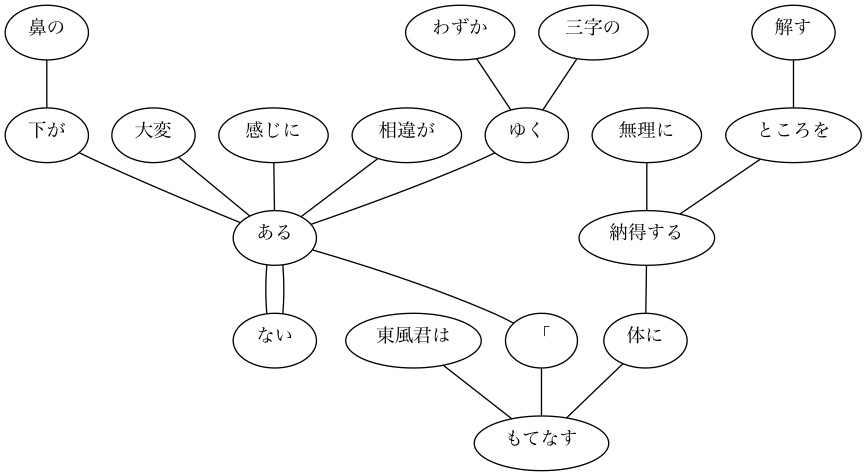 鼻の
わずか
三字の
解す
下が
大変
感じに
相違が
ゆく
無理に
ところを
ある
納得する
ない
東風君は
「
体に
もてなす